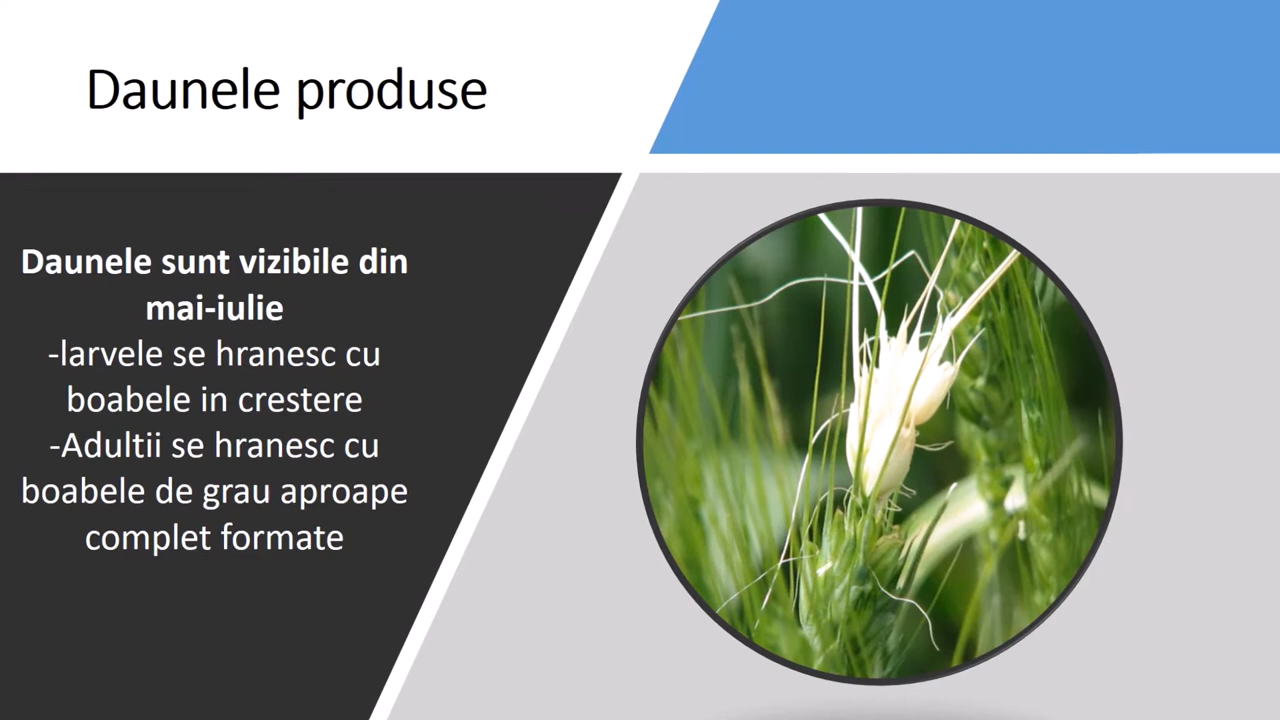 Daunele produse
Daunele sunt vizibile din
mai-iulie
-larvele se hranesc cu
boabele in crestere
-Adultii se hranesc cu
boabele de grau aproape
complet formate